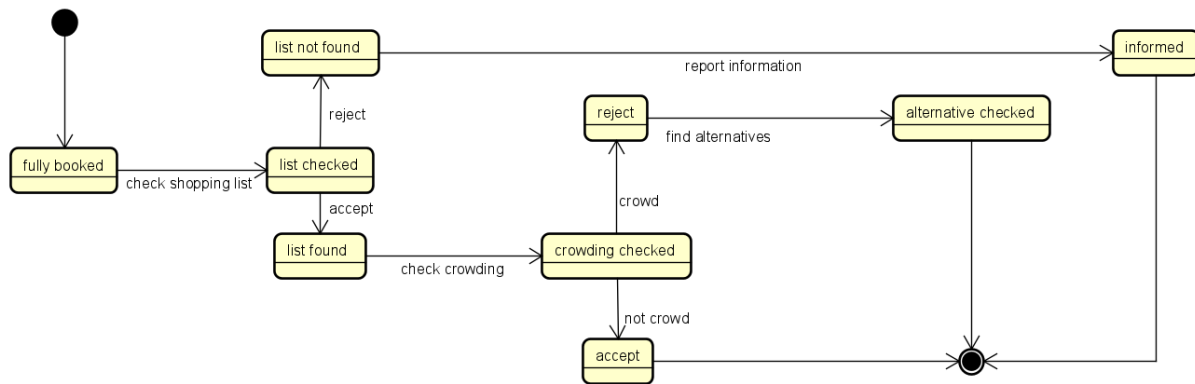 list not found
informed
report information
reject
reject
alternative checked
find alternatives
fully booked
list checked
check shopping list
accept
crowd
list found
crowding checked
check crowding
not crowd
accept